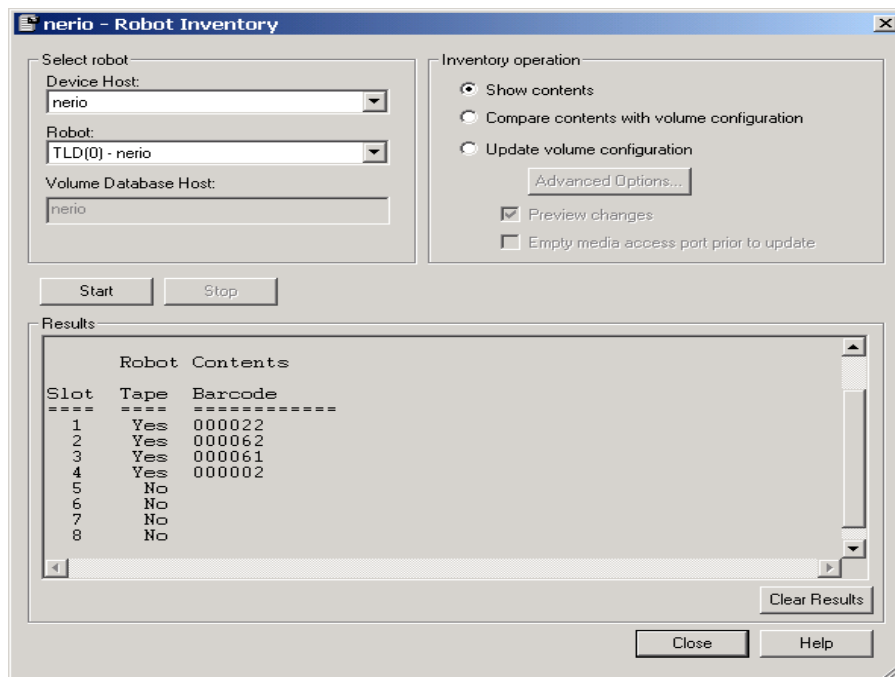 nerio - Robot Inventory
Select robot
Device Host:
nerio
Robot:
TLD(0) - nerio
Volume Database Host:
nerio
Inventory operation
Show contents
Compare contents with volume configuration
Update volume configuration
Advanced Options...
Preview changes
Empty media access port prior to update
Start Stop
Results
Robot Contents
Slot Tape Barcode
==== ==== ============
1 Yes 000022
2 Yes 000062
3 Yes 000061
4 Yes 000002
5 No
6 No
7 No
8 No
Clear Results
Close Help